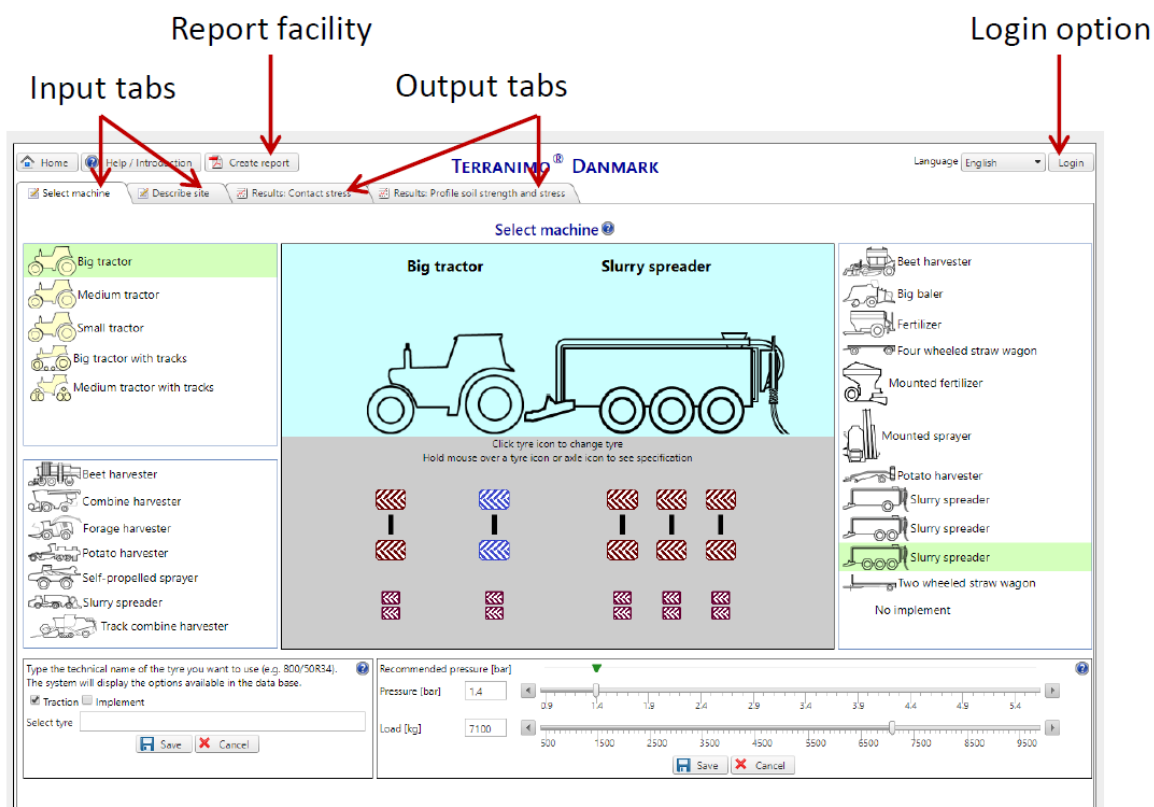 Report facility
Login option
Input tabs
Output tabs
Home
Help / Introduction
Create report
TERRANIMO® DANMARK
Language English
Login
Select machine
Describe site
Results: Contact stress
Results: Profile soil strength and stress
Select machine
Big tractor
Medium tractor
Small tractor
Big tractor with tracks
Medium tractor with tracks
Beet harvester
Combine harvester
Forage harvester
Potato harvester
Self-propelled sprayer
Slurry spreader
Track combine harvester
Big tractor
Slurry spreader
Click tyre icon to change tyre
Hold mouse over a tyre icon or axle icon to see specification
Beet harvester
Big baler
Fertilizer
Four wheeled straw wagon
Mounted fertilizer
Mounted sprayer
Potato harvester
Slurry spreader
Slurry spreader
Slurry spreader
Two wheeled straw wagon
No implement
Type the technical name of the tyre you want to use (e.g. 800/50R34).
The system will display the options available in the data base.
Traction Implement
Select tyre
Save Cancel
Recommended pressure [bar]
Pressure [bar] 1.4
0.9 1.4 1.9 2.4 2.9 3.4 3.9 4.4 4.9 5.4
Load [kg] 7100
500 1500 2500 3500 4500 5500 6500 7500 8500 9500
Save Cancel